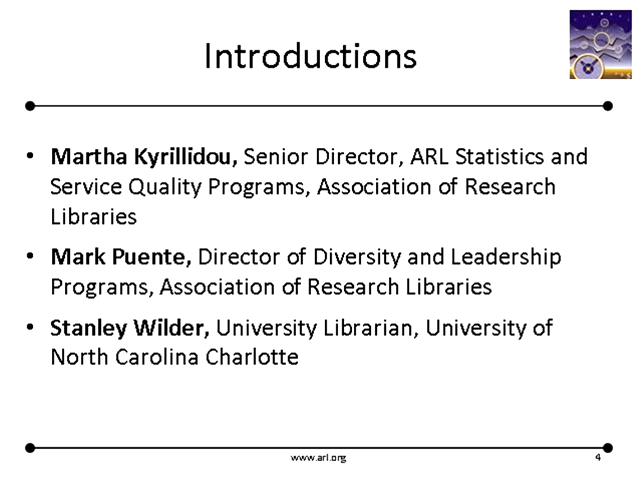 Introductions
• Martha Kyrillidou, Senior Director, ARL Statistics and
Service Quality Programs, Association of Research
Libraries
• Mark Puente, Director of Diversity and Leadership
Programs, Association of Research Libraries
• Stanley Wilder, University Librarian, University of
North Carolina Charlotte
www.arl.org
4